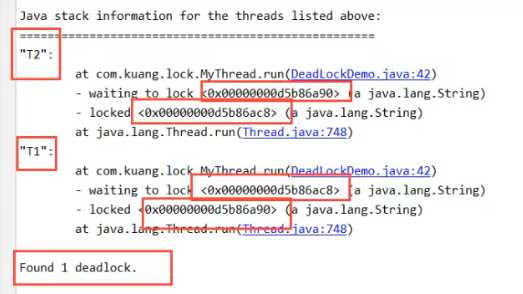 Java stack information for the threads listed above:
===================================================
"T2":
at com.kuang.lock.MyThread.run(DeadLockDemo.java:42)
- waiting to lock <0x00000000d5b86a90> (a java.lang.String)
- locked <0x00000000d5b86ac8> (a java.lang.String)
at java.lang.Thread.run(Thread.java:748)
"T1":
at com.kuang.lock.MyThread.run(DeadLockDemo.java:42)
- waiting to lock <0x00000000d5b86ac8> (a java.lang.String)
- locked <0x00000000d5b86a90> (a java.lang.String)
at java.lang.Thread.run(Thread.java:748)
Found 1 deadlock.